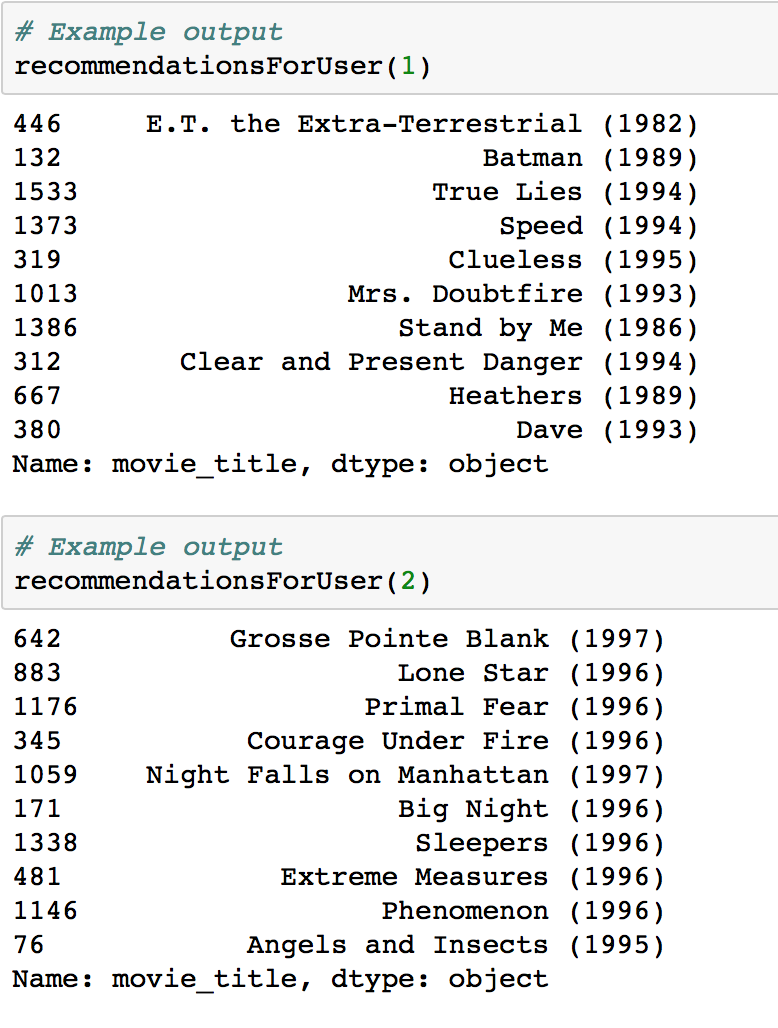 # Example output
recommendationsForUser(1)
446 E.T. the Extra-Terrestrial (1982)
132 Batman (1989)
1533 True Lies (1994)
1373 Speed (1994)
319 Clueless (1995)
1013 Mrs. Doubtfire (1993)
1386 Stand by Me (1986)
312 Clear and Present Danger (1994)
667 Heathers (1989)
380 Dave (1993)
Name: movie_title, dtype: object
# Example output
recommendationsForUser(2)
642 Grosse Pointe Blank (1997)
883 Lone Star (1996)
1176 Primal Fear (1996)
345 Courage Under Fire (1996)
1059 Night Falls on Manhattan (1997)
171 Big Night (1996)
1338 Sleepers (1996)
481 Extreme Measures (1996)
1146 Phenomenon (1996)
76 Angels and Insects (1995)
Name: movie_title, dtype: object